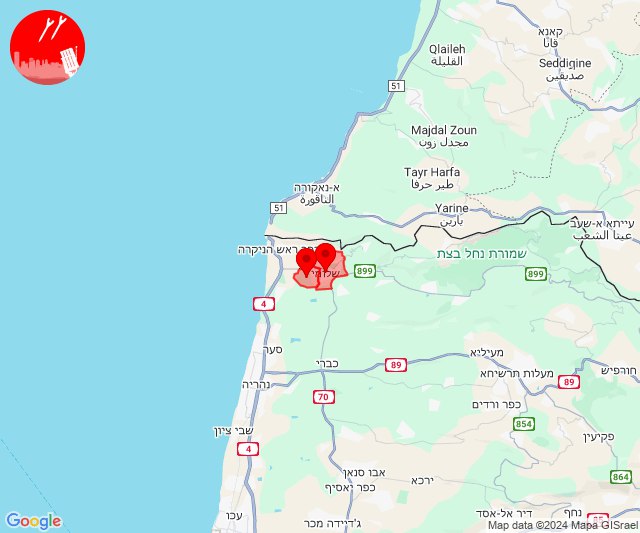 קאנא
قانا
Qlaileh
القليلة
Seddiqine
صديقين
51
Majdal Zoun
مجدل زون
Tayr Harfa
طير حرفا
א-נאקורה
الناقورة
51
Yarine
يارين
עייתא א-שעב
عيتا الشعب
ראש הניקרה
שמורת נחל בצת
899
899
4
סער
כברי
מעיליא
89
מעלות תרשיחא
חורפיש
נהריה
89
70
כפר ורדים
854
שבי ציון
פקיעין
4
אבו סנאן
ירכא
864
כפר יאסיף
עכו
ג'דיידה מכר
דיר אל-אסד
נחף
Google
Map data ©2024 Mapa GISrael